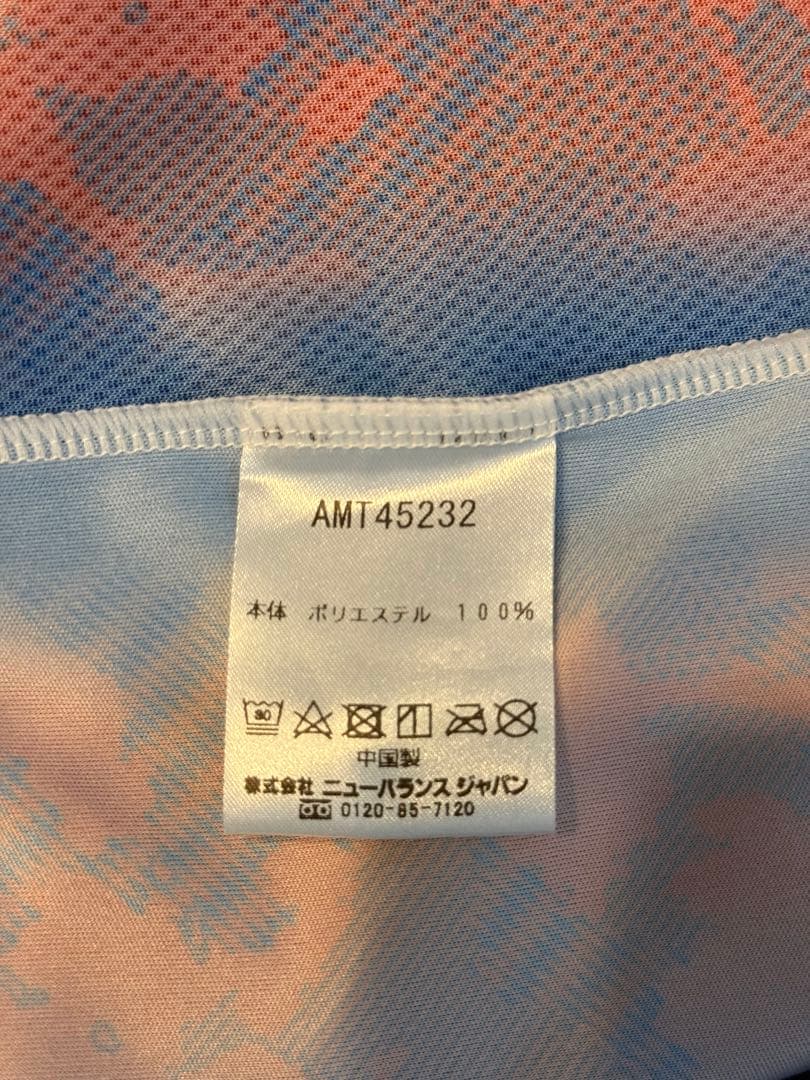 AMT45232
本体 ポリエステル 100%
30
中国製
株式会社 ニューバランス ジャパン
0120-85-7120